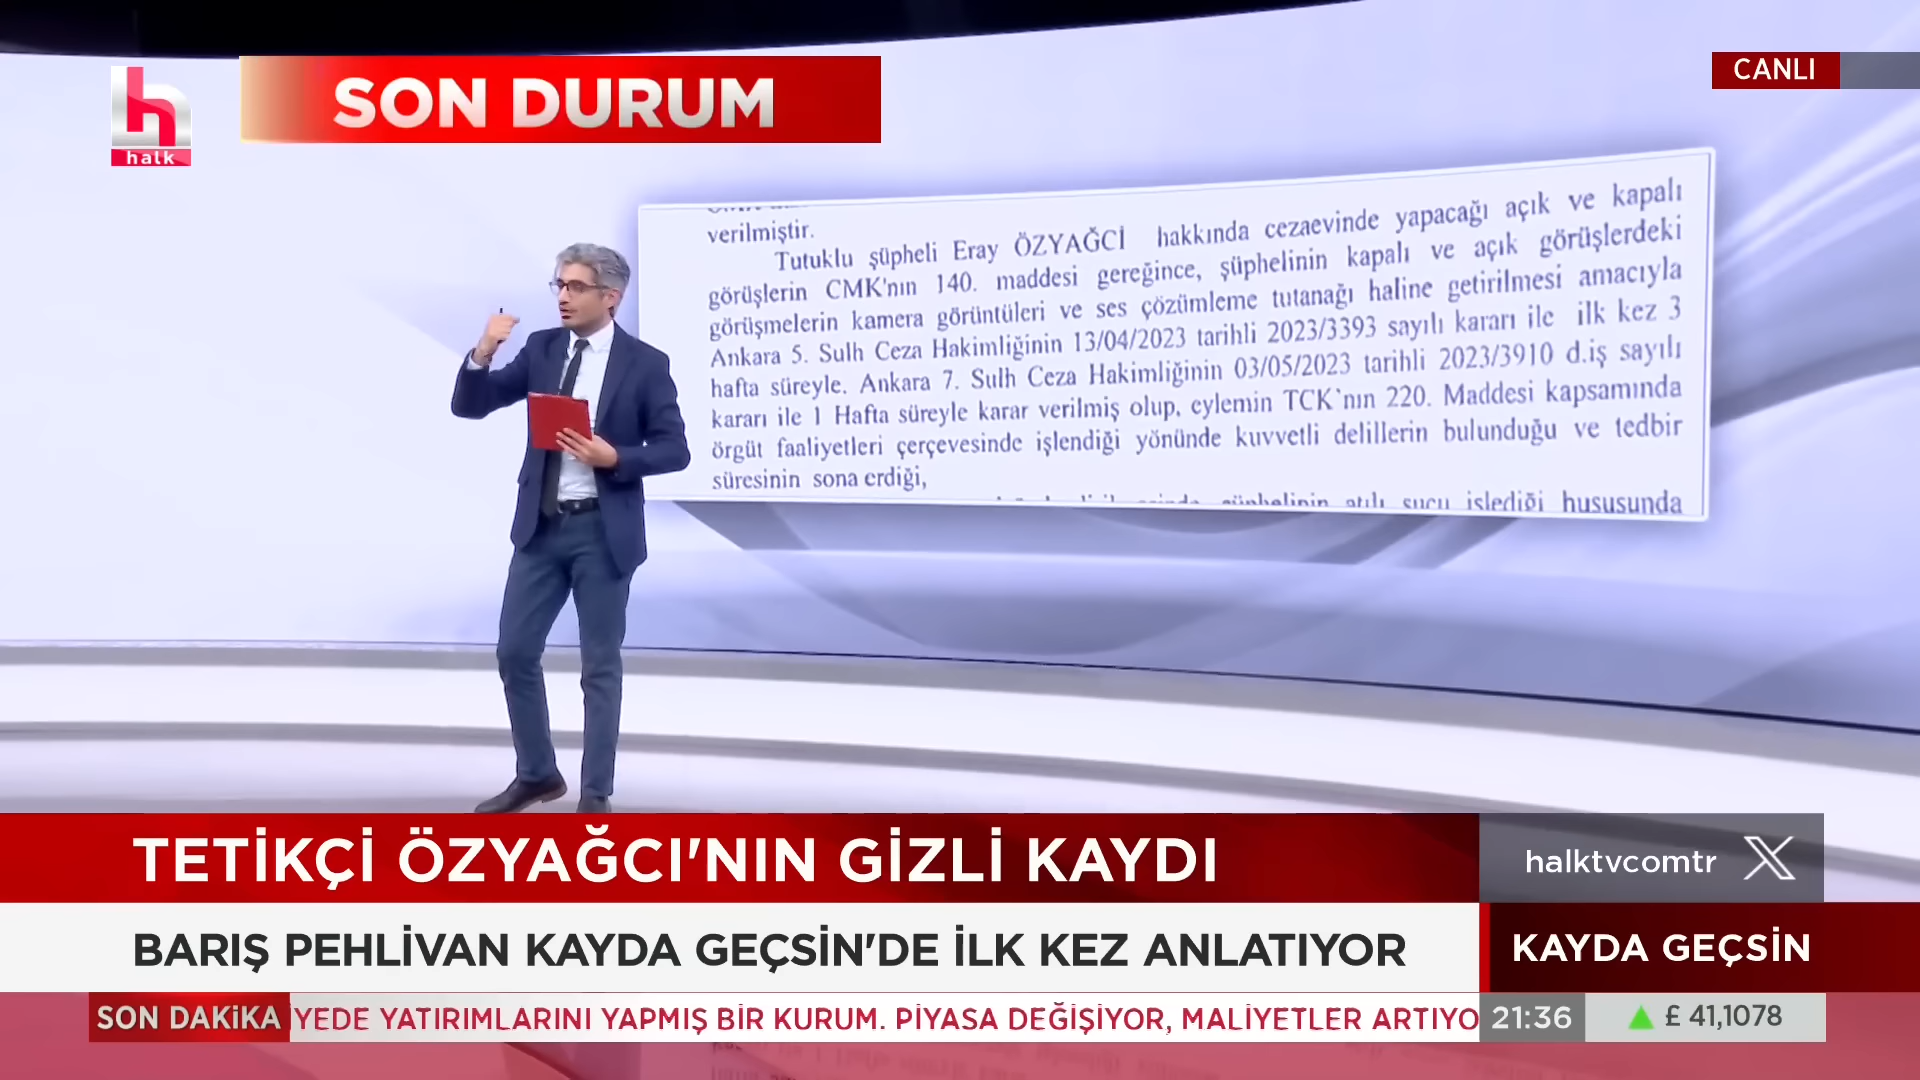 SON DURUM
CANLI
h
halk
verilmiştir.
Tutuklu şüpheli Eray ÖZYAĞCİ hakkında cezaevinde yapacağı açık ve kapalı
görüşlerin CMK'nın 140. maddesi gereğince, şüphelinin kapalı ve açık görüşlerdeki
görüşmelerin kamera görüntüleri ve ses çözümleme tutanağı haline getirilmesi amacıyla
Ankara 5. Sulh Ceza Hakimliğinin 13/04/2023 tarihli 2023/3393 sayılı kararı ile ilk kez 3
hafta süreyle. Ankara 7. Sulh Ceza Hakimliğinin 03/05/2023 tarihli 2023/3910 d.iş sayılı
kararı ile 1 Hafta süreyle karar verilmiş olup, eylemin TCK`nın 220. Maddesi kapsamında
örgüt faaliyetleri çerçevesinde işlendiği yönünde kuvvetli delillerin bulunduğu ve tedbir
süresinin sona erdiği,
şüphelinin atılı suçu işlediği hususunda
TETİKÇİ ÖZYAĞCI'NIN GİZLİ KAYDI
halktvcomtr X
BARIŞ PEHLİVAN KAYDA GEÇSİN'DE İLK KEZ ANLATIYOR
KAYDA GEÇSİN
SON DAKİKA YEDE YATIRIMLARINI YAPMIŞ BİR KURUM. PİYASA DEĞİŞİYOR, MALİYETLER ARTIYO
21:36
£ 41,1078